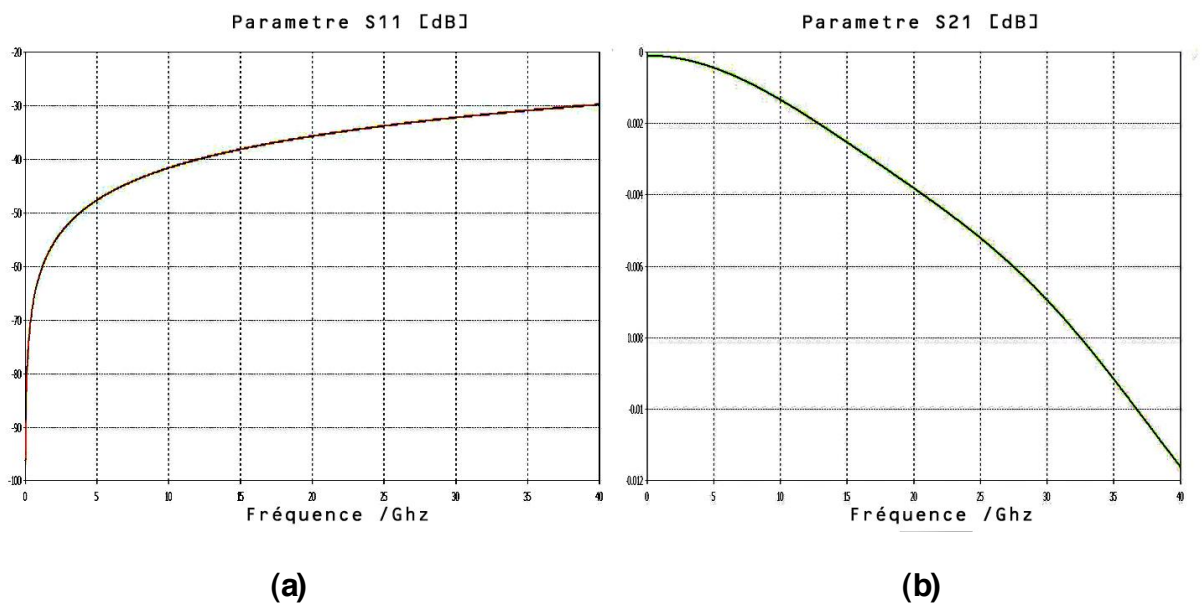 Parametre S11 [dB]
-20
-30
-40
-50
-60
-70
-80
-90
-100
0 5 10 15 20 25 30 35 40
Fréquence /Ghz
(a)
Parametre S21 [dB]
0
-0.002
-0.004
-0.006
0.008
-0.01
-0.012
0 5 10 15 20 25 30 35 40
Fréquence /Ghz
(b)